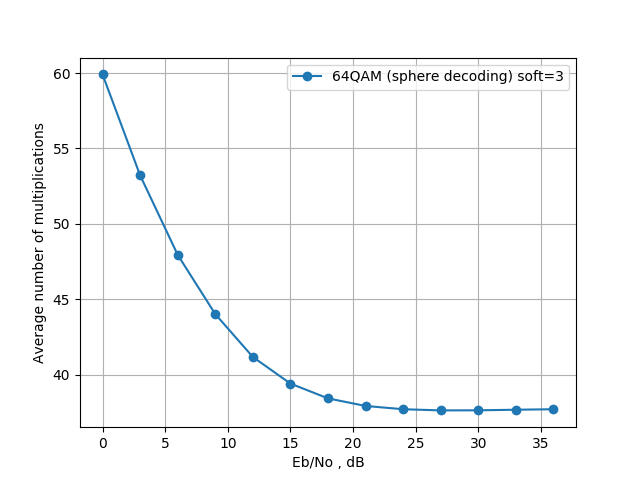 64QAM (sphere decoding) soft=3
Average number of multiplications
60
55
50
45
40
0 5 10 15 20 25 30 35
Eb/No , dB